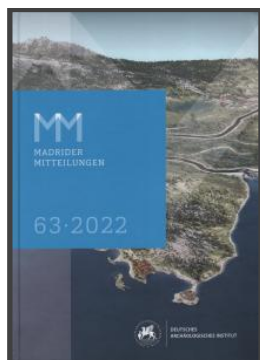 MM
MADRIDER
MITTEILUNGEN
63·2022
DEUTSCHES
ARCHÄOLOGISCHES INSTITUT